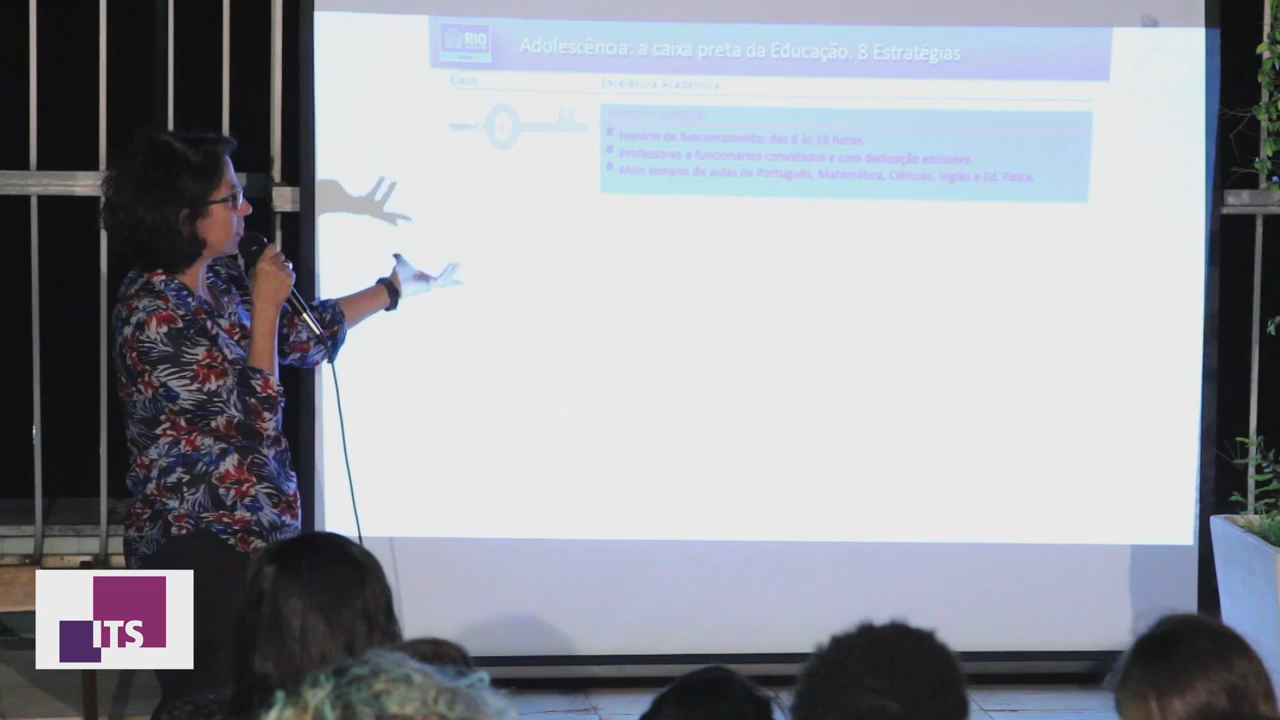 RIO
Adolescência: a caixa preta da Educação. 8 Estratégias
Eixos
Excelência Acadêmica
Horário de funcionamento: das 8 às 16 horas.
Professores e funcionários convidados e com dedicação exclusiva.
Mais tempos de aulas de Português, Matemática, Ciências, Inglês e Ed. Física.
ITS